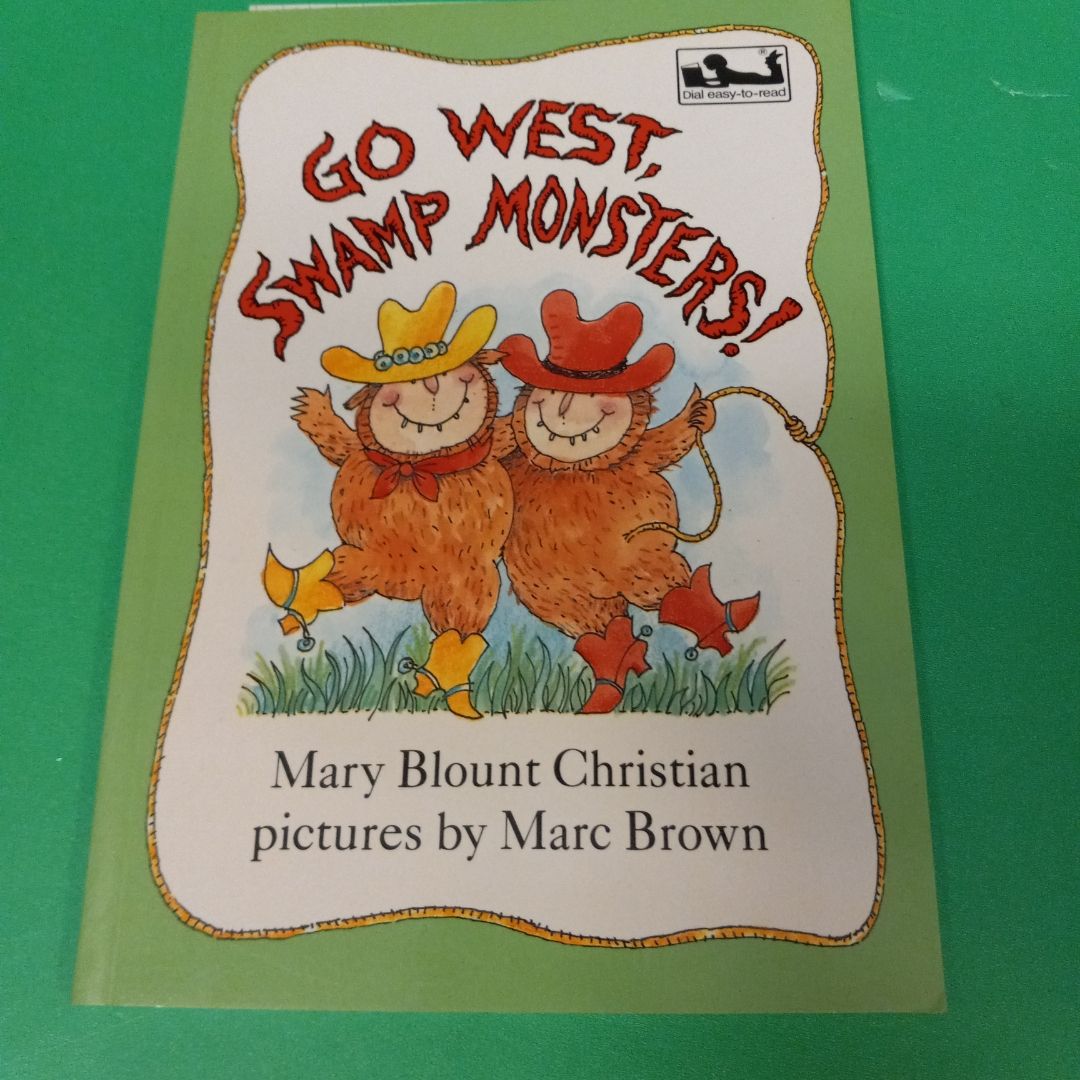 ®
Dial easy-to-read
GO WEST,
SWAMP MONSTERS!
Mary Blount Christian
pictures by Marc Brown